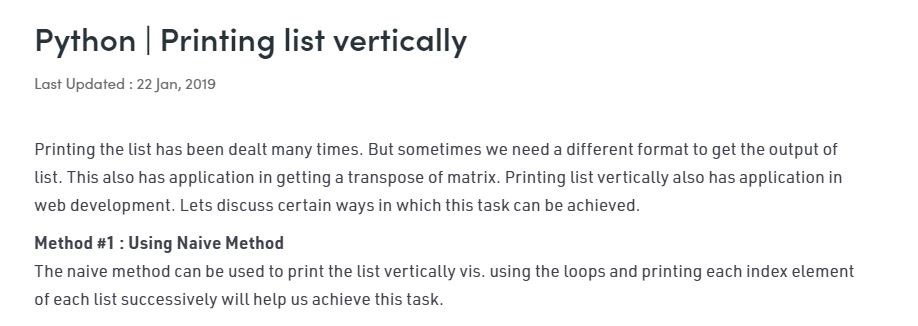 Python | Printing list vertically
Last Updated : 22 Jan, 2019
Printing the list has been dealt many times. But sometimes we need a different format to get the output of
list. This also has application in getting a transpose of matrix. Printing list vertically also has application in
web development. Lets discuss certain ways in which this task can be achieved.
Method #1 : Using Naive Method
The naive method can be used to print the list vertically vis. using the loops and printing each index element
of each list successively will help us achieve this task.